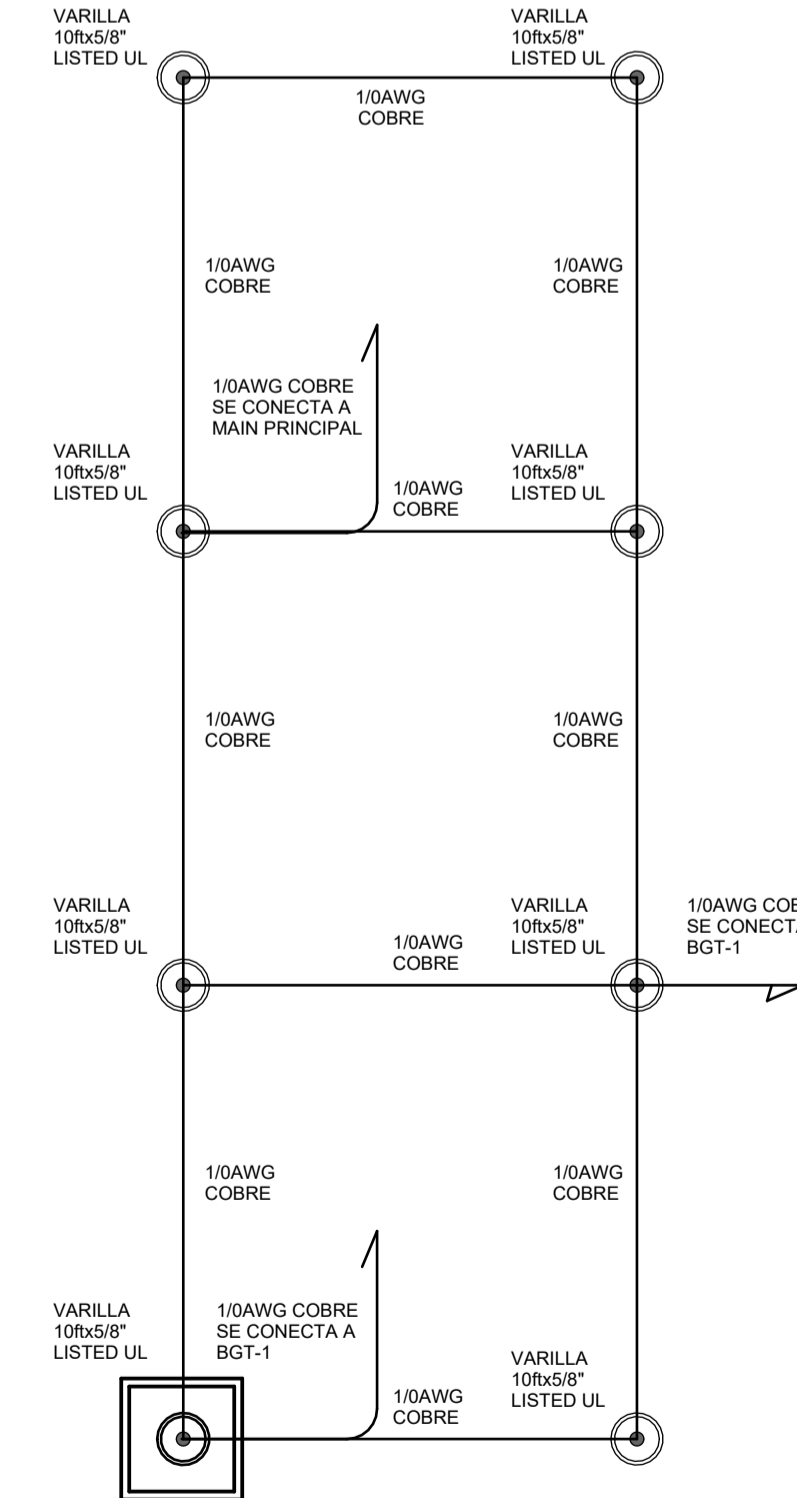 VARILLA
10ftx5/8"
LISTED UL
VARILLA
10ftx5/8"
LISTED UL
1/0AWG
COBRE
1/0AWG
COBRE
1/0AWG
COBRE
1/0AWG COBRE
SE CONECTA A
MAIN PRINCIPAL
VARILLA
10ftx5/8"
LISTED UL
1/0AWG
COBRE
VARILLA
10ftx5/8"
LISTED UL
1/0AWG
COBRE
1/0AWG
COBRE
VARILLA
10ftx5/8"
LISTED UL
1/0AWG
COBRE
VARILLA
10ftx5/8"
LISTED UL
1/0AWG
SE
BGT-1
1/0AWG
COBRE
1/0AWG
COBRE
VARILLA
10ftx5/8"
LISTED UL
1/0AWG COBRE
SE CONECTA A
BGT-1
1/0AWG
COBRE
VARILLA
10ftx5/8"
LISTED UL